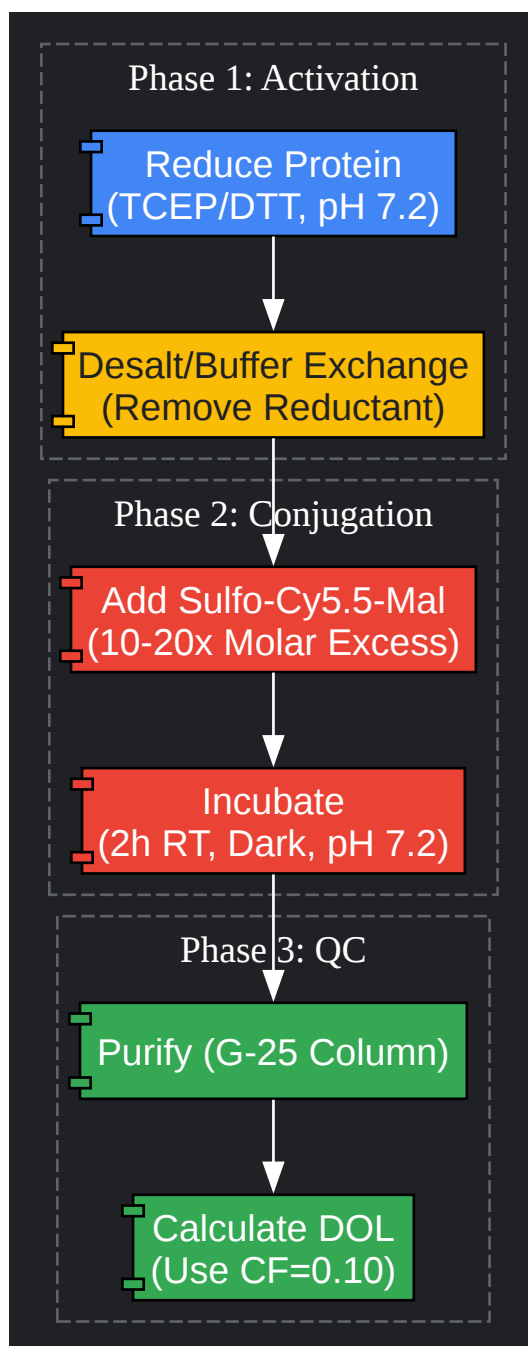 Phase 1: Activation
Reduce Protein
(TCEP/DTT, pH 7.2)
Desalt/Buffer Exchange
(Remove Reductant)
Phase 2: Conjugation
Add Sulfo-Cy5.5-Mal
(10-20x Molar Excess)
Incubate
(2h RT, Dark, pH 7.2)
Phase 3: QC
Purify (G-25 Column)
Calculate DOL
(Use CF=0.10)